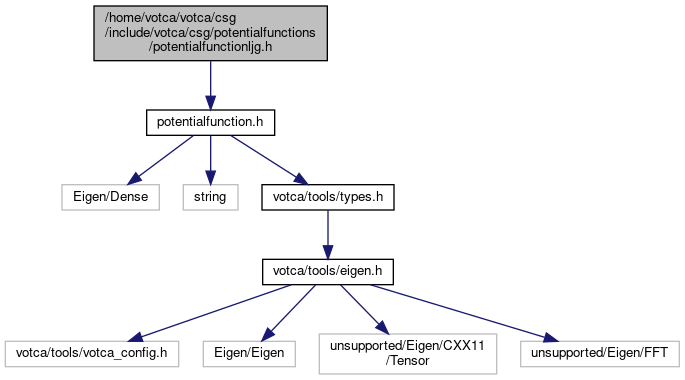 /home/votca/votca/csg
/include/votca/csg/potentialfunctions
/potentialfunctionljg.h
potentialfunction.h
Eigen/Dense
string
votca/tools/types.h
votca/tools/eigen.h
votca/tools/votca_config.h
Eigen/Eigen
unsupported/Eigen/CXX11
/Tensor
unsupported/Eigen/FFT